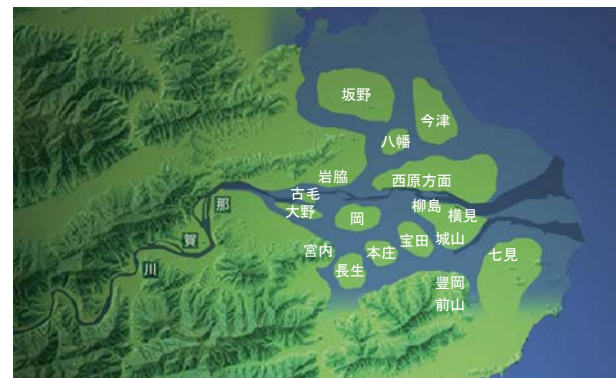 坂野
今津
八幡
岩脇
西原方面
古毛
那
大野
柳島
岡
横見
賀
宮内
本庄
宝田
城山
七見
川
長生
豊岡
前山